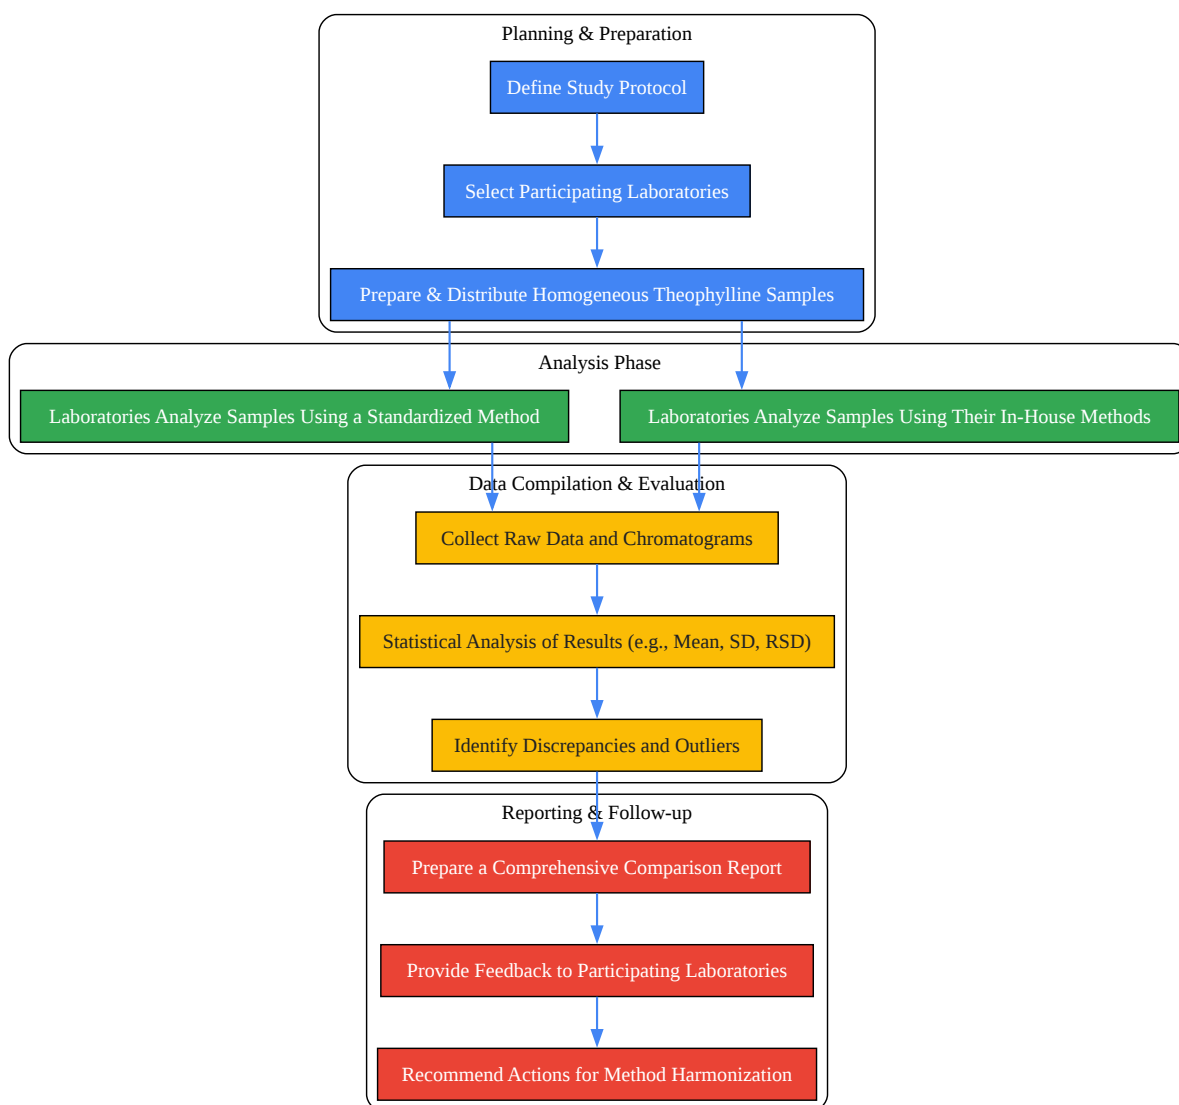 Planning & Preparation
Define Study Protocol
Select Participating Laboratories
Prepare & Distribute Homogeneous Theophylline Samples
Analysis Phase
Laboratories Analyze Samples Using a Standardized Method
Laboratories Analyze Samples Using Their In-House Methods
Data Compilation & Evaluation
Collect Raw Data and Chromatograms
Statistical Analysis of Results (e.g., Mean, SD, RSD)
Identify Discrepancies and Outliers
Reporting & Follow-up
Prepare a Comprehensive Comparison Report
Provide Feedback to Participating Laboratories
Recommend Actions for Method Harmonization